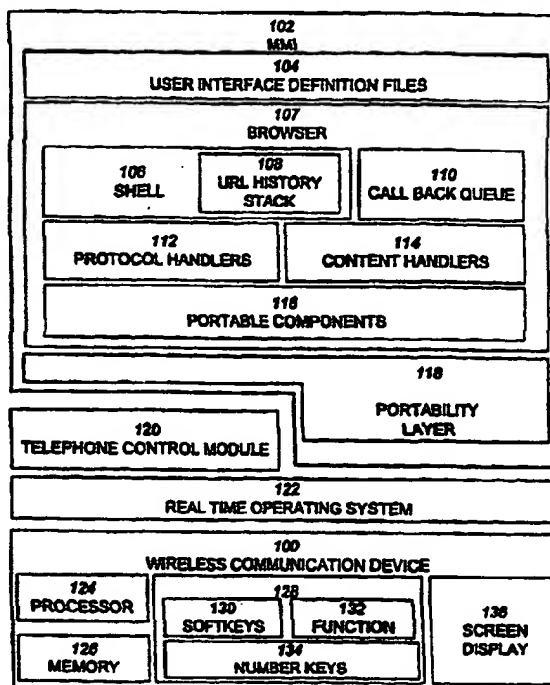 102
MMI
104
USER INTERFACE DEFINITION FILES
107
BROWSER
106
SHELL
108
URL HISTORY
STACK
110
CALL BACK QUEUE
112
PROTOCOL HANDLERS
114
CONTENT HANDLERS
116
PORTABLE COMPONENTS
118
PORTABILITY
LAYER
120
TELEPHONE CONTROL MODULE
122
REAL TIME OPERATING SYSTEM
100
WIRELESS COMMUNICATION DEVICE
124
PROCESSOR
126
MEMORY
128
130
SOFTKEYS
132
FUNCTION
134
NUMBER KEYS
136
SCREEN
DISPLAY